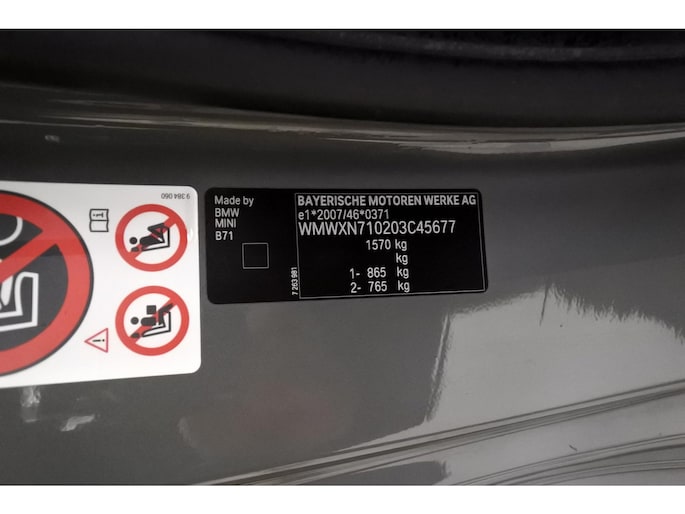 9 384 060
Made by
BMW
MINI
B71
7 263 981
BAYERISCHE MOTOREN WERKE AG
e1*2007/46*0371
WMWXN710203C45677
1570 kg
kg
1- 865 kg
2- 765 kg